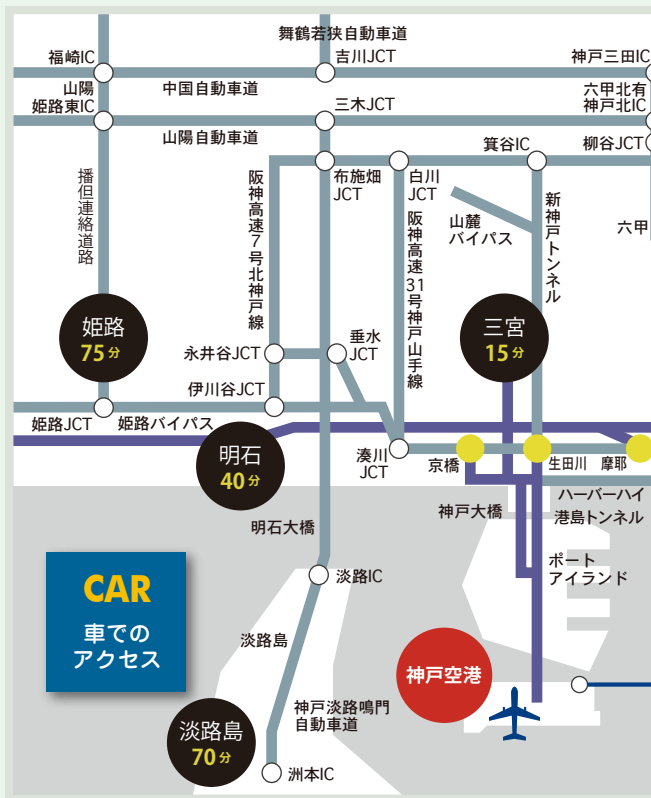 舞鶴若狭自動車道
福崎IC
吉川JCT
神戸三田IC
山陽
姫路東IC
中国自動車道
六甲北有
神戸北IC
三木JCT
山陽自動車道
箕谷IC
柳谷JCT
播但連絡道路
阪神高速7号北神戸線
布施畑
JCT
白川
JCT
阪神高速31号神戸山手線
山麓
バイパス
新神戸トンネル
六甲
姫路
75分
三宮
15分
永井谷JCT
垂水
JCT
伊川谷JCT
姫路JCT
姫路バイパス
明石
40分
湊川
JCT
京橋
生田川
摩耶
ハーバーハイ
神戸大橋
港島トンネル
明石大橋
ポート
アイランド
淡路IC
CAR
車での
アクセス
淡路島
神戸空港
神戸淡路鳴門
自動車道
淡路島
70分
洲本IC